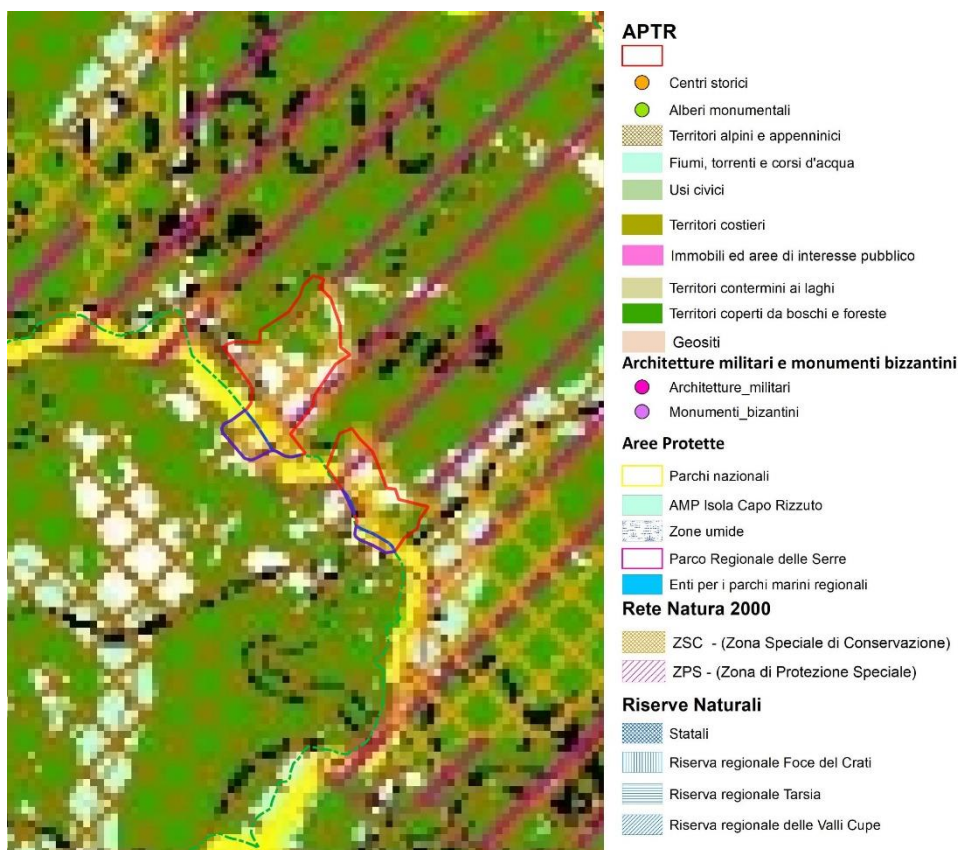 APTR
Centri storici
Alberi monumentali
Territori alpini e appenninici
Fiumi, torrenti e corsi d'acqua
Usi civici
Territori costieri
Immobili ed aree di interesse pubblico
Territori contermini ai laghi
Territori coperti da boschi e foreste
Geositi
Architetture militari e monumenti bizzantini
Architetture_militari
Monumenti_bizantini
Aree Protette
Parchi nazionali
AMP Isola Capo Rizzuto
Zone umide
Parco Regionale delle Serre
Enti per i parchi marini regionali
Rete Natura 2000
ZSC - (Zona Speciale di Conservazione)
ZPS - (Zona di Protezione Speciale)
Riserve Naturali
Statali
Riserva regionale Foce del Crati
Riserva regionale Tarsia
Riserva regionale delle Valli Cupe